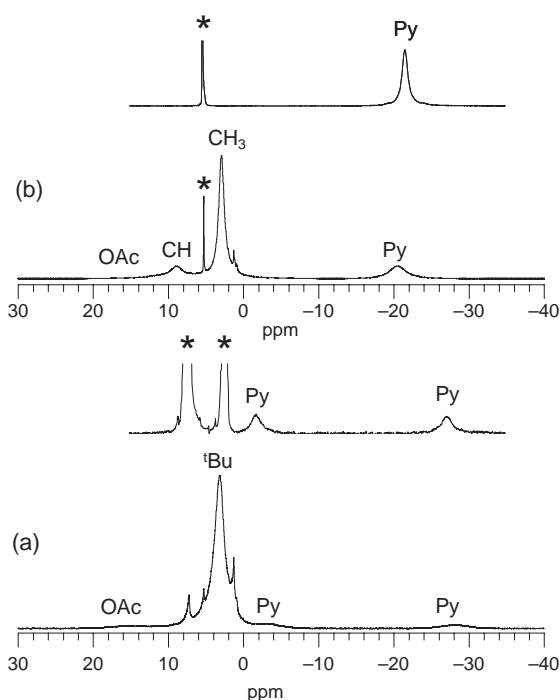 * Py
CH₃
(b) *
OAc CH Py
30 20 10 0 –10 –20 –30 –40
ppm
* *
Py Py
ᵗBu
(a)
OAc Py Py
30 20 10 0 –10 –20 –30 –40
ppm